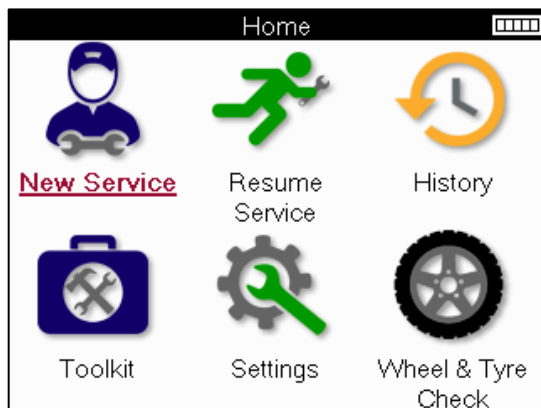 Home
New Service
Resume
Service
History
Toolkit
Settings
Wheel & Tyre
Check